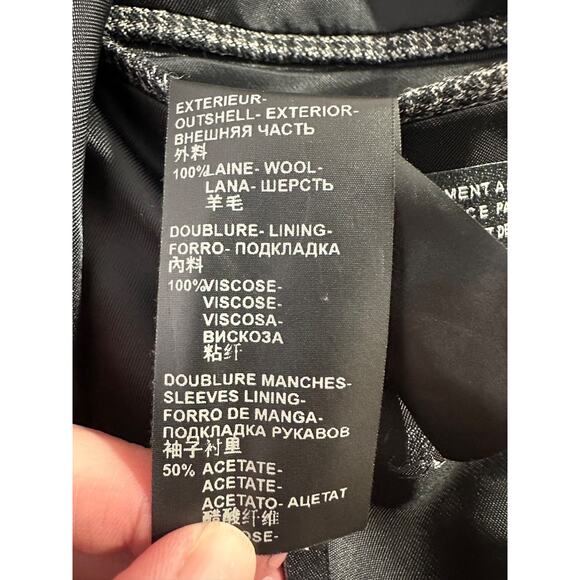 EXTERIEUR-
OUTSHELL- EXTERIOR-
ВНЕШНЯЯ ЧАСТЬ
外料
100%LAINE- WOOL-
LANA- ШЕРСТЬ
羊毛
DOUBLURE- LINING-
FORRO- ПОДКЛАДКА
內料
100%VISCOSE-
VISCOSE-
VISCOSA-
ВИСКОЗА
粘纤
DOUBLURE MANCHES-
SLEEVES LINING-
FORRO DE MANGA-
ПОДКЛАДКА РУКАВОВ
袖子衬里
50% ACETATE-
ACETATE-
ACETATO- АЦЕТАТ
醋酸纤维